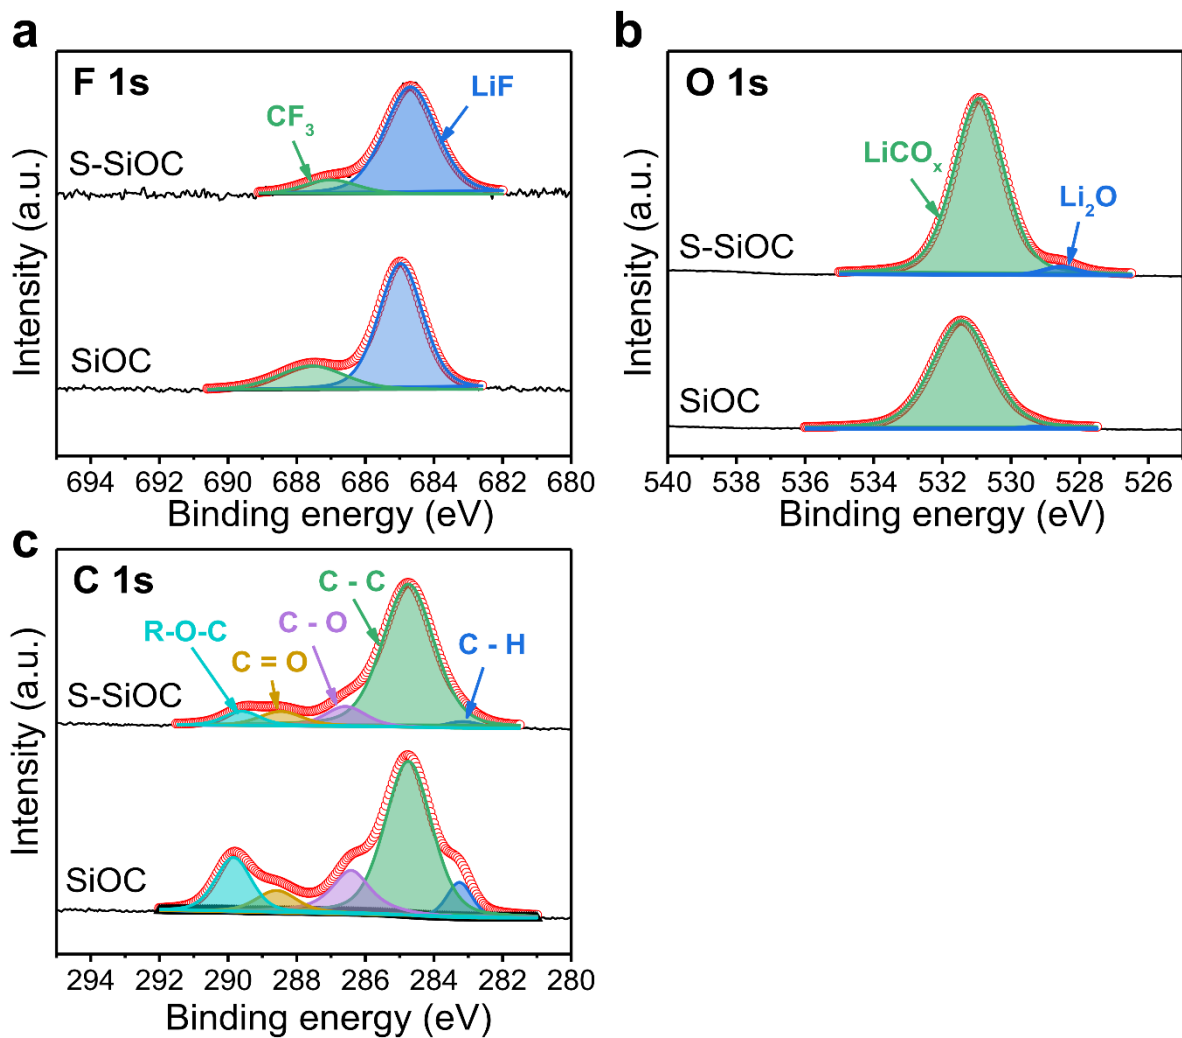 a
F 1s
LiF
CF₃
S-SiOC
SiOC
Intensity (a.u.)
694 692 690 688 686 684 682 680
Binding energy (eV)
b
O 1s
LiCOₓ
Li₂O
S-SiOC
SiOC
Intensity (a.u.)
540 538 536 534 532 530 528 526
Binding energy (eV)
c
C 1s
C - C
C - O
R-O-C
C = O
C - H
S-SiOC
SiOC
Intensity (a.u.)
294 292 290 288 286 284 282 280
Binding energy (eV)